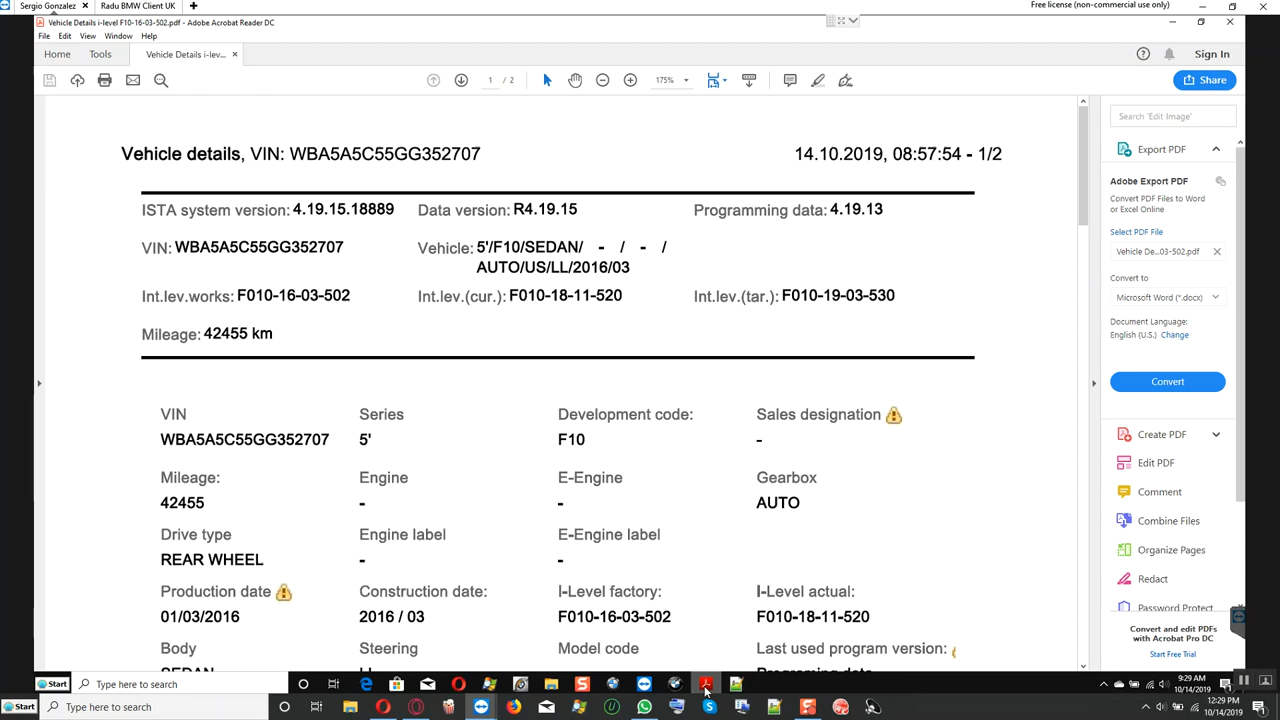 Sergio Gonzalez × Radu BMW Client UK + Free license (non-commercial use only)
Vehicle Details i-level F10-16-03-502.pdf - Adobe Acrobat Reader DC
File Edit View Window Help
Home Tools Vehicle Details i-lev... × Sign In
1 / 2 175% Share
Vehicle details, VIN: WBA5A5C55GG352707 14.10.2019, 08:57:54 - 1/2
ISTA system version: 4.19.15.18889 Data version: R4.19.15 Programming data: 4.19.13
VIN: WBA5A5C55GG352707 Vehicle: 5'/F10/SEDAN/ - / - /
AUTO/US/LL/2016/03
Int.lev.works: F010-16-03-502 Int.lev.(cur.): F010-18-11-520 Int.lev.(tar.): F010-19-03-530
Mileage: 42455 km
VIN Series Development code: Sales designation
WBA5A5C55GG352707 5' F10 -
Mileage: Engine E-Engine Gearbox
42455 - - AUTO
Drive type Engine label E-Engine label
REAR WHEEL - -
Production date Construction date: I-Level factory: I-Level actual:
01/03/2016 2016 / 03 F010-16-03-502 F010-18-11-520
Body Steering Model code Last used program version:
SEDAN LL Programing data
Search 'Edit Image'
Export PDF
Adobe Export PDF
Convert PDF Files to Word
or Excel Online
Select PDF File
Vehicle De...03-502.pdf ×
Convert to
Microsoft Word (*.docx)
Document Language:
English (U.S.) Change
Convert
Create PDF
Edit PDF
Comment
Combine Files
Organize Pages
Redact
Password Protect
Convert and edit PDFs
with Acrobat Pro DC
Start Free Trial
Start Type here to search 9:29 AM
10/14/2019
Start Type here to search 12:29 PM
10/14/2019